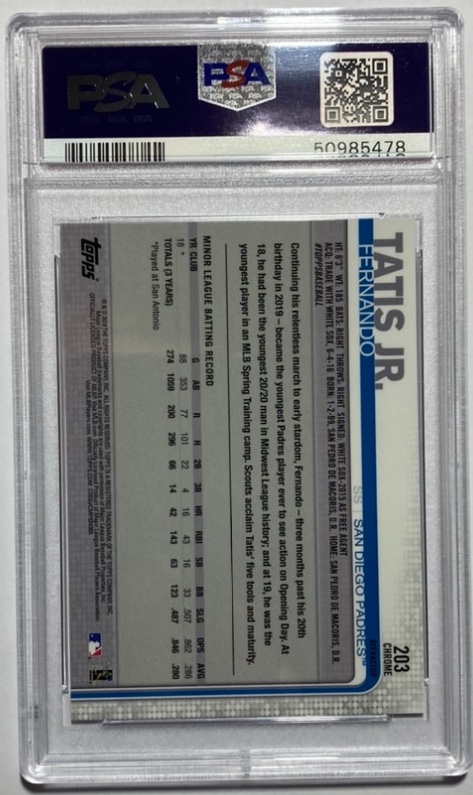 PSA
PSA
50985478
203
CHROME
REFRACTOR
TATIS JR.
FERNANDO
SS
SAN DIEGO PADRES™
HT: 6'3" WT: 185 BATS: RIGHT THROWS: RIGHT SIGNED: WHITE SOX-2015 AS FREE AGENT
ACQ: TRADE WITH WHITE SOX, 6-4-16 BORN: 1-2-99, SAN PEDRO DE MACORIS, D.R. HOME: SAN PEDRO DE MACORIS, D.R.
#TOPPSBASEBALL
Continuing his relentless march to early stardom, Fernando – three months past his 20th
birthday in 2019 – became the youngest Padres player ever to see action on Opening Day. At
18, he had been the youngest 20/20 man in Midwest League history; and at 19, he was the
youngest player in an MLB Spring Training camp. Scouts acclaim Tatis' five tools and maturity.
MINOR LEAGUE BATTING RECORD
YR CLUB G AB R H 2B 3B HR RBI SB BB SLG OPS AVG
18 * 88 353 77 101 22 4 16 43 16 33 .507 .862 .286
TOTALS (3 YEARS) 274 1059 200 296 66 14 42 143 63 123 .487 .846 .280
*Played at San Antonio
topps